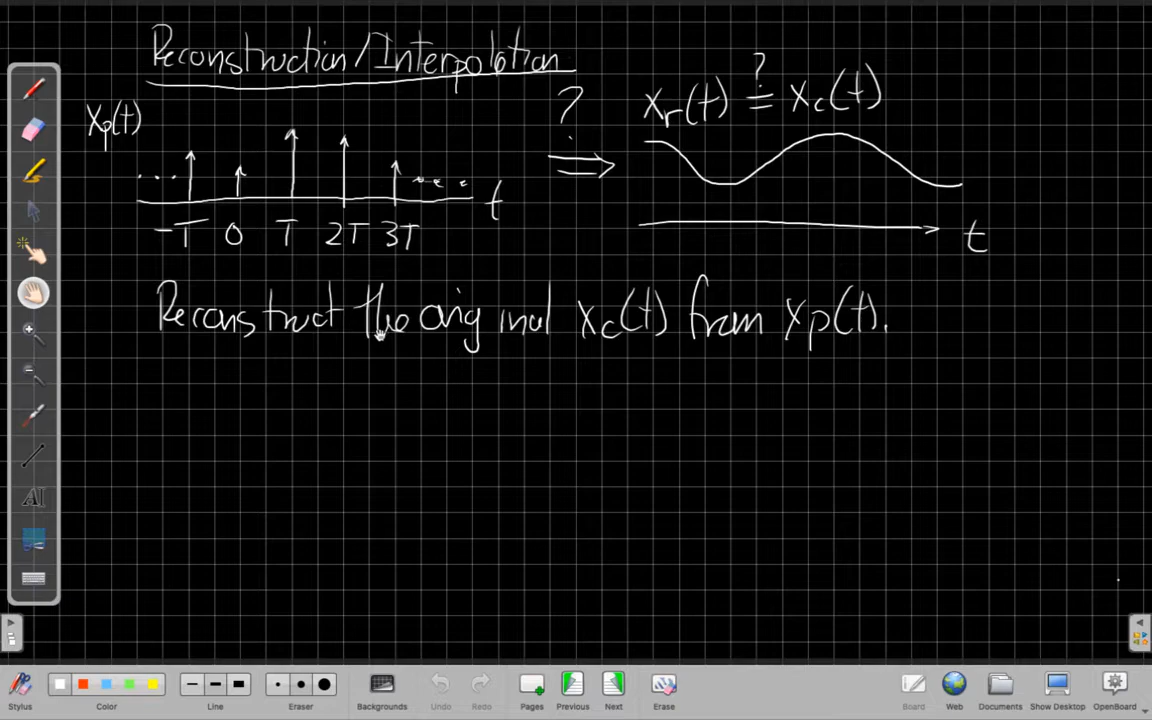 Reconstruction/Interpolation
xp(t)
?
xr(t) ?= xc(t)
... t
-T 0 T 2T 3T
t
Reconstruct the original xc(t) from xp(t).
AI
Stylus Color Line Eraser Backgrounds Undo Redo Pages Previous Next Erase Board Web Documents Show Desktop OpenBoard